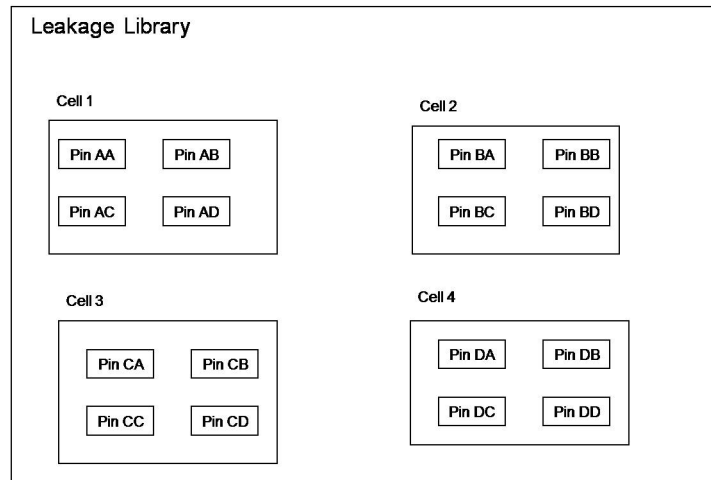 Leakage Library
Cell 1
Pin AA
Pin AB
Pin AC
Pin AD
Cell 2
Pin BA
Pin BB
Pin BC
Pin BD
Cell 3
Pin CA
Pin CB
Pin CC
Pin CD
Cell 4
Pin DA
Pin DB
Pin DC
Pin DD